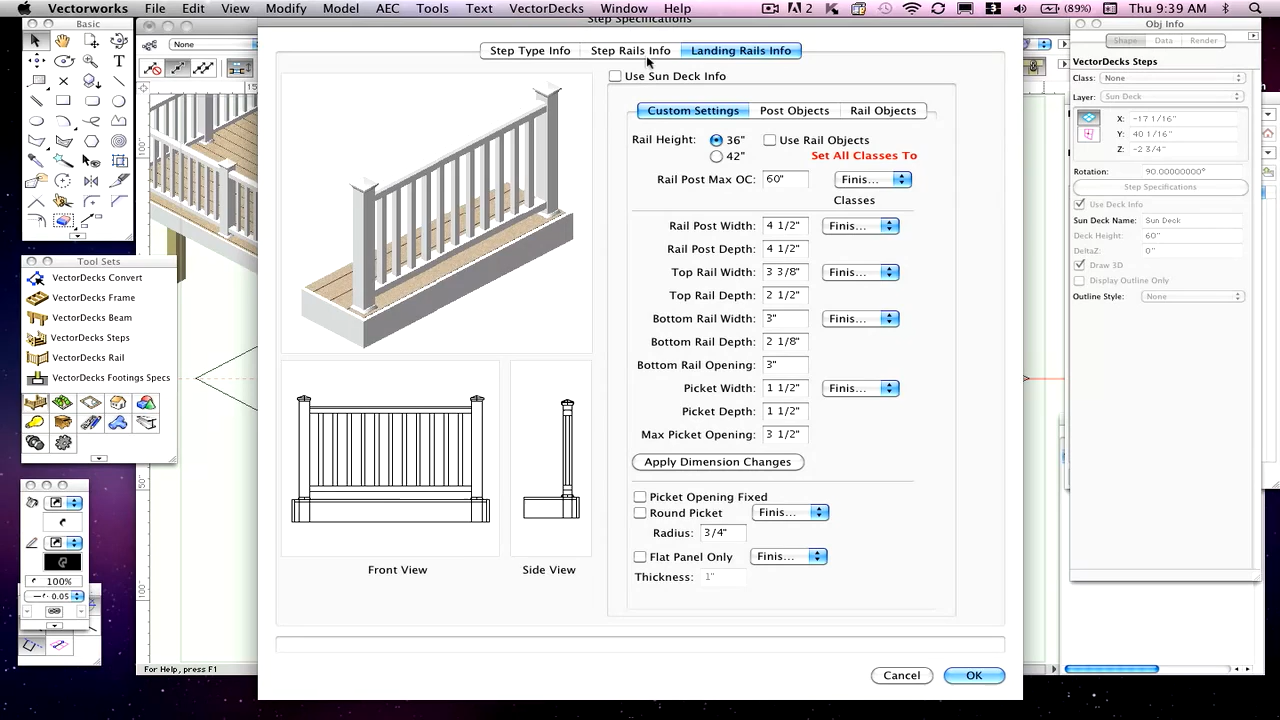 Vectorworks File Edit View Modify Model AEC Tools Text VectorDecks Window Help A 2 K 3 (89%) Thu 9:39 AM
Basic
Step Specifications
Obj Info
None
Step Type Info Step Rails Info Landing Rails Info
Shape Data Render
VectorDecks Steps
Use Sun Deck Info
Class: None
Layer: Sun Deck
Custom Settings Post Objects Rail Objects
X: -17 1/16"
Y: 40 1/16"
Z: -2 3/4"
Rail Height: 36" Use Rail Objects
42" Set All Classes To
Rail Post Max OC: 60" Finis...
Classes
Rotation: 90.00000000°
Step Specifications
Use Deck Info
Sun Deck Name: Sun Deck
Deck Height: 60"
DeltaZ: 0"
Draw 3D
Display Outline Only
Outline Style: None
Rail Post Width: 4 1/2" Finis...
Rail Post Depth: 4 1/2"
Top Rail Width: 3 3/8" Finis...
Top Rail Depth: 2 1/2"
Bottom Rail Width: 3" Finis...
Bottom Rail Depth: 2 1/8"
Bottom Rail Opening: 3"
Picket Width: 1 1/2" Finis...
Picket Depth: 1 1/2"
Max Picket Opening: 3 1/2"
Apply Dimension Changes
Picket Opening Fixed
Round Picket Finis...
Radius: 3/4"
Flat Panel Only Finis...
Thickness: 1"
Tool Sets
VectorDecks Convert
VectorDecks Frame
VectorDecks Beam
VectorDecks Steps
VectorDecks Rail
VectorDecks Footings Specs
100%
0.05
Front View Side View
For Help, press F1
Cancel OK